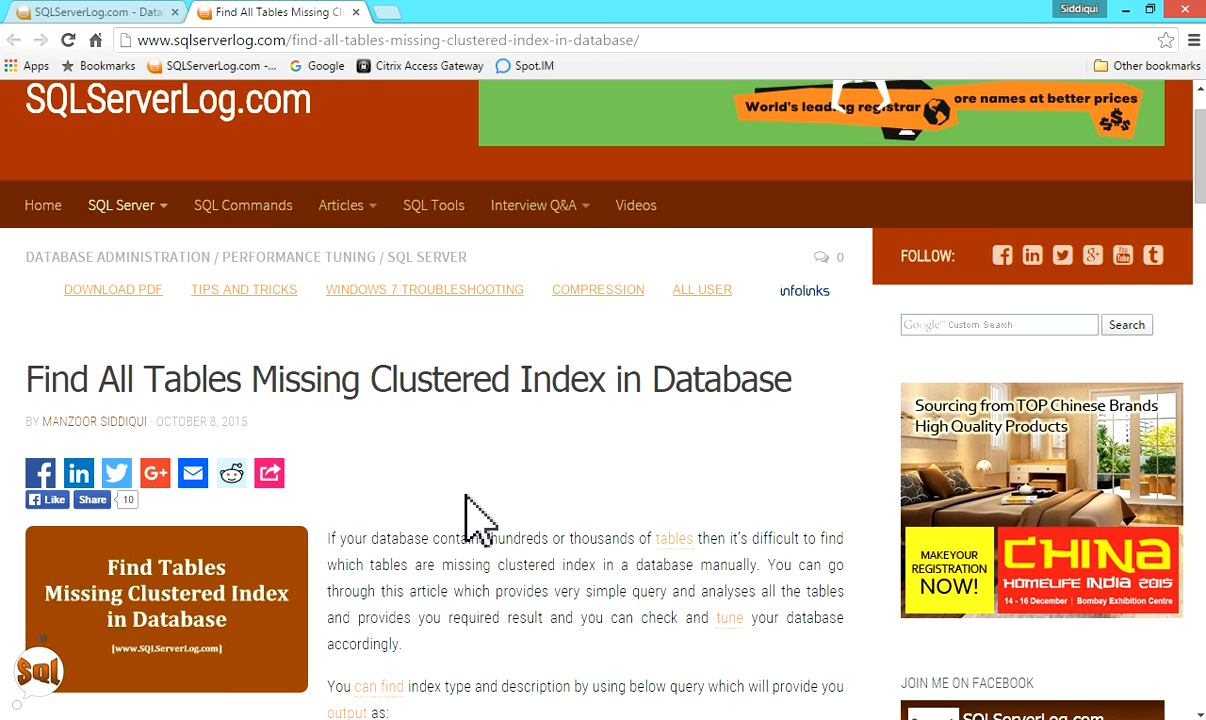 SQLServerLog.com - Data
Find All Tables Missing Cl
Siddiqui
www.sqlserverlog.com/find-all-tables-missing-clustered-index-in-database/
Apps
Bookmarks
SQLServerLog.com -...
Google
Citrix Access Gateway
Spot.IM
Other bookmarks
SQLServerLog.com
World's leading registrar
ore names at better prices
Home
SQL Server
SQL Commands
Articles
SQL Tools
Interview Q&A
Videos
DATABASE ADMINISTRATION / PERFORMANCE TUNING / SQL SERVER
0
FOLLOW:
DOWNLOAD PDF
TIPS AND TRICKS
WINDOWS 7 TROUBLESHOOTING
COMPRESSION
ALL USER
infolinks
Google™ Custom Search
Search
Find All Tables Missing Clustered Index in Database
BY MANZOOR SIDDIQUI OCTOBER 8, 2015
Like
Share
10
Sourcing from TOP Chinese Brands
High Quality Products
MAKE YOUR
REGISTRATION
NOW!
CHINA
HOMELIFE INDIA 2015
14 - 16 December | Bombay Exhibition Centre
Find Tables
Missing Clustered Index
in Database
[www.SQLServerLog.com]
Sql
If your database contain hundreds or thousands of tables then it's difficult to find
which tables are missing clustered index in a database manually. You can go
through this article which provides very simple query and analyses all the tables
and provides you required result and you can check and tune your database
accordingly.
You can find index type and description by using below query which will provide you
output as:
JOIN ME ON FACEBOOK
SQLServerLog.com